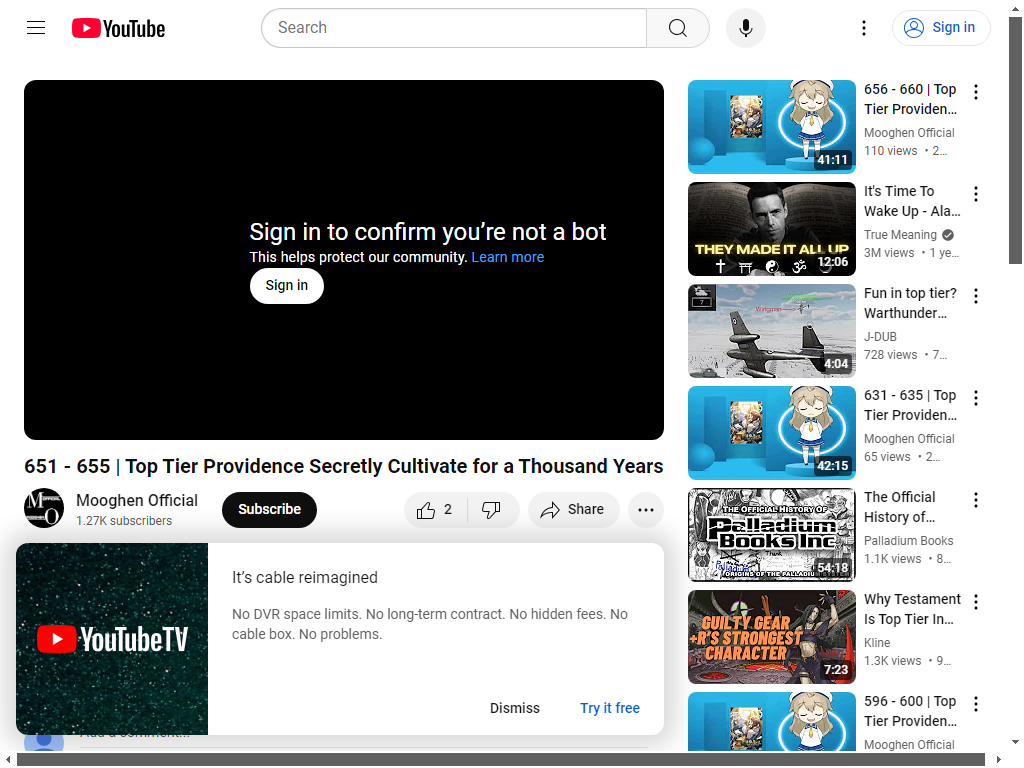 YouTube
Search
Sign in
Sign in to confirm you’re not a bot
This helps protect our community. Learn more
Sign in
651 - 655 | Top Tier Providence Secretly Cultivate for a Thousand Years
Mooghen Official
1.27K subscribers
Subscribe
2
Share
It’s cable reimagined
No DVR space limits. No long-term contract. No hidden fees. No
cable box. No problems.
YouTubeTV
Dismiss
Try it free
Add a comment...
41:11
656 - 660 | Top
Tier Providen...
Mooghen Official
110 views • 2...
THEY MADE IT ALL UP
12:06
It's Time To
Wake Up - Ala...
True Meaning
3M views • 1 ye...
7
Wingman
4:04
Fun in top tier?
Warthunder...
J-DUB
728 views • 7...
42:15
631 - 635 | Top
Tier Providen...
Mooghen Official
65 views • 2...
THE OFFICIAL HISTORY OF
Palladium
Books Inc
ORIGINS OF THE PALLADIUM SYSTEM
54:18
The Official
History of...
Palladium Books
1.1K views • 8...
GUILTY GEAR
+R'S STRONGEST
CHARACTER
7:23
Why Testament
Is Top Tier In...
Kline
1.3K views • 9...
596 - 600 | Top
Tier Providen...
Mooghen Official